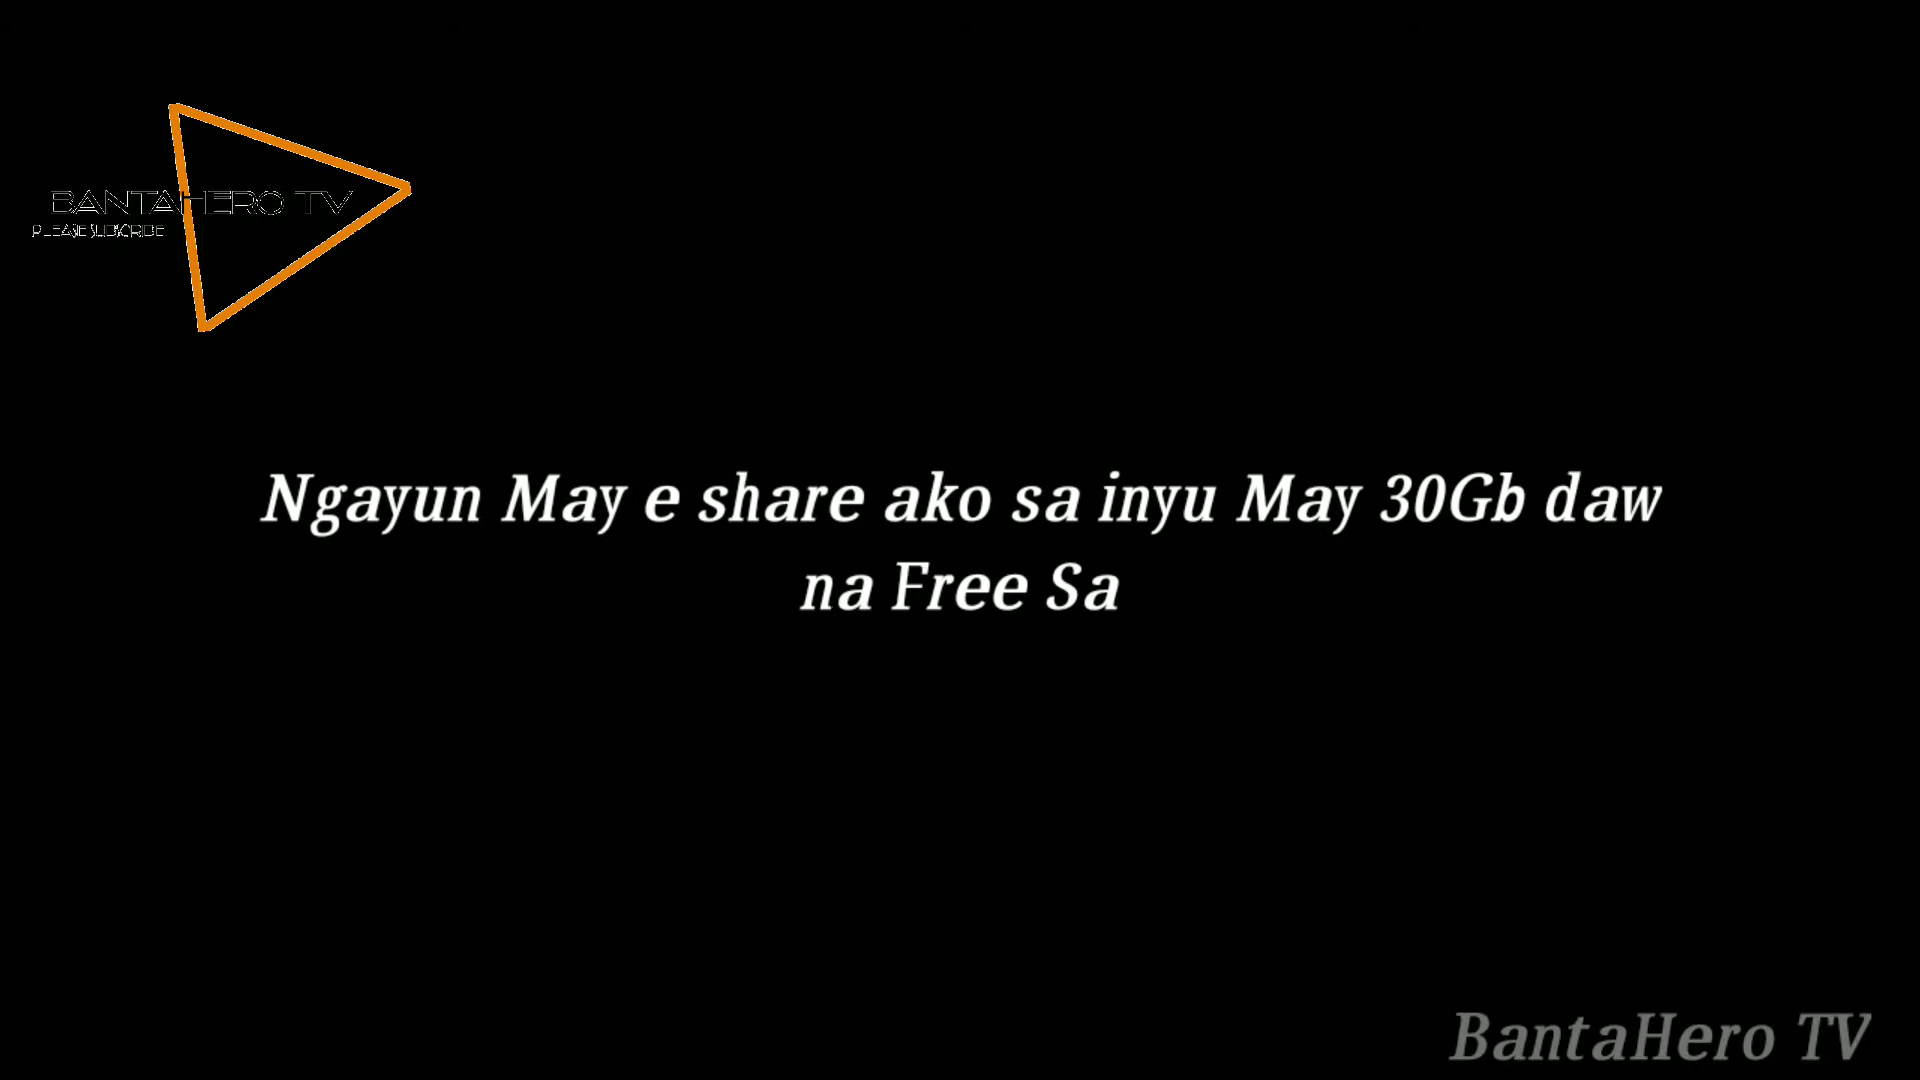 BANTAHERO TV
PLEASE SUBSCRIBE
Ngayun May e share ako sa inyu May 30Gb daw
na Free Sa
BantaHero TV